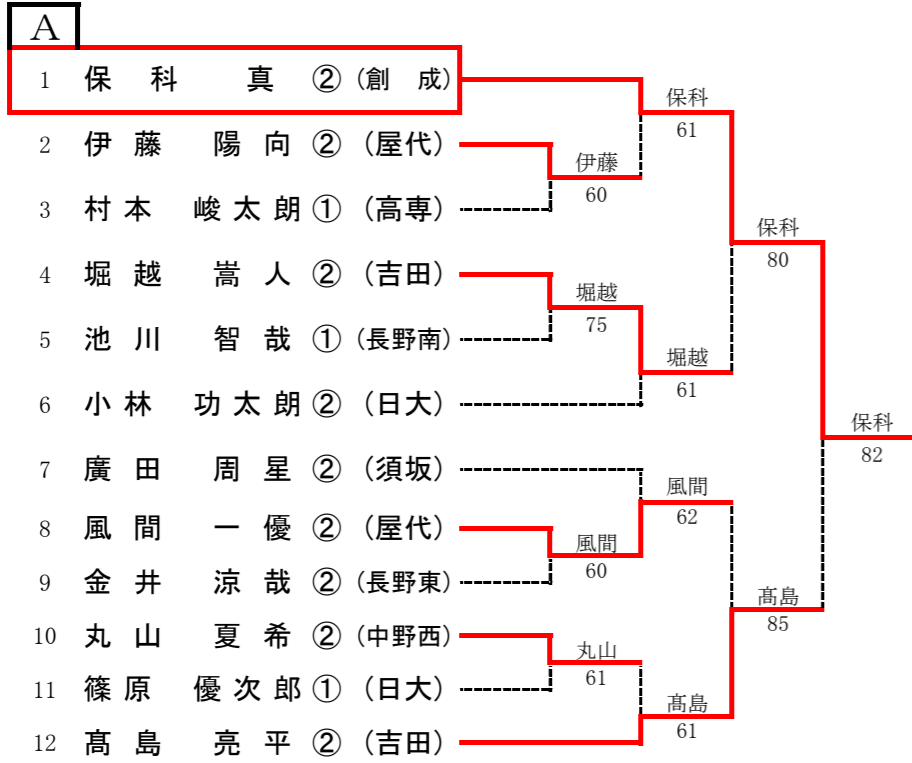 A
1 保科 真 ② (創 成)
2 伊藤 陽向 ② (屋代)
3 村本 峻太朗 ① (高専)
4 堀越 嵩人 ② (吉田)
5 池川 智哉 ① (長野南)
6 小林 功太朗 ② (日大)
7 廣田 周星 ② (須坂)
8 風間 一優 ② (屋代)
9 金井 涼哉 ② (長野東)
10 丸山 夏希 ② (中野西)
11 篠原 優次郎 ① (日大)
12 髙島 亮平 ② (吉田)
伊藤
60
堀越
75
風間
60
丸山
61
保科
61
堀越
61
風間
62
髙島
61
保科
80
髙島
85
保科
82